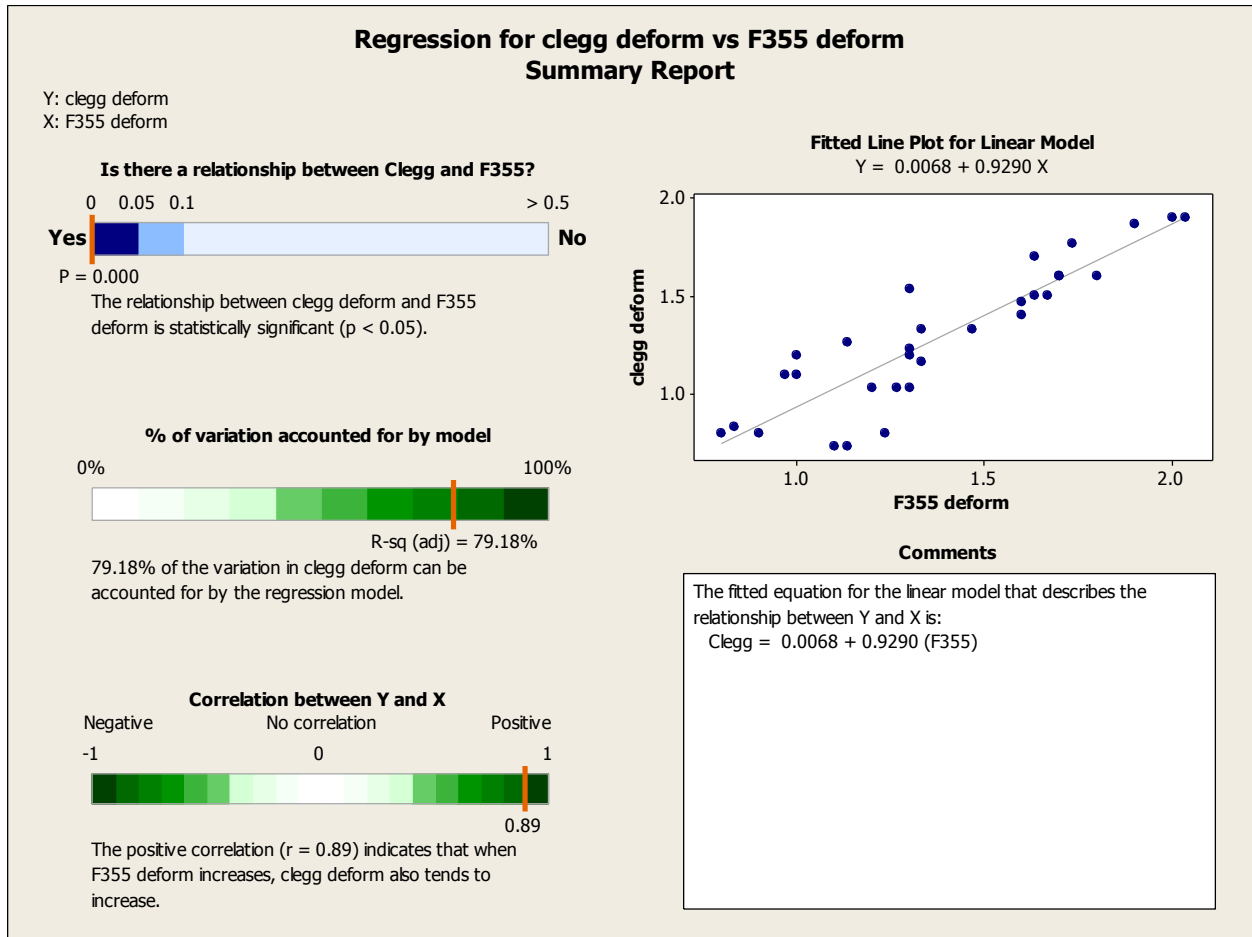 Regression for clegg deform vs F355 deform
Summary Report
Y: clegg deform
X: F355 deform
Is there a relationship between Clegg and F355?
0 0.05 0.1 > 0.5
Yes No
P = 0.000
The relationship between clegg deform and F355
deform is statistically significant (p < 0.05).
% of variation accounted for by model
0% 100%
R-sq (adj) = 79.18%
79.18% of the variation in clegg deform can be
accounted for by the regression model.
Correlation between Y and X
Negative No correlation Positive
-1 0 1
0.89
The positive correlation (r = 0.89) indicates that when
F355 deform increases, clegg deform also tends to
increase.
Fitted Line Plot for Linear Model
Y = 0.0068 + 0.9290 X
2.0
1.5
1.0
clegg deform
1.0 1.5 2.0
F355 deform
Comments
The fitted equation for the linear model that describes the
relationship between Y and X is:
Clegg = 0.0068 + 0.9290 (F355)